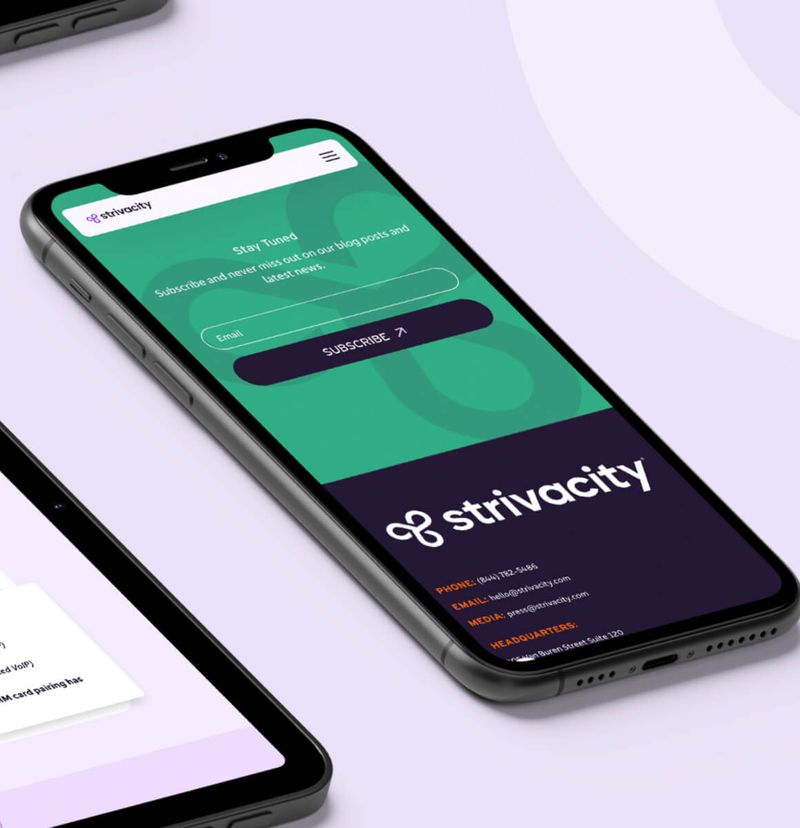 strivacity
Stay Tuned
Subscribe and never miss out on our blog posts and
latest news.
Email
SUBSCRIBE
strivacity
PHONE: (844) 782-5486
EMAIL: hello@strivacity.com
MEDIA: press@strivacity.com
HEADQUARTERS:
Van Buren Street Suite 120
VoIP)
card pairing has